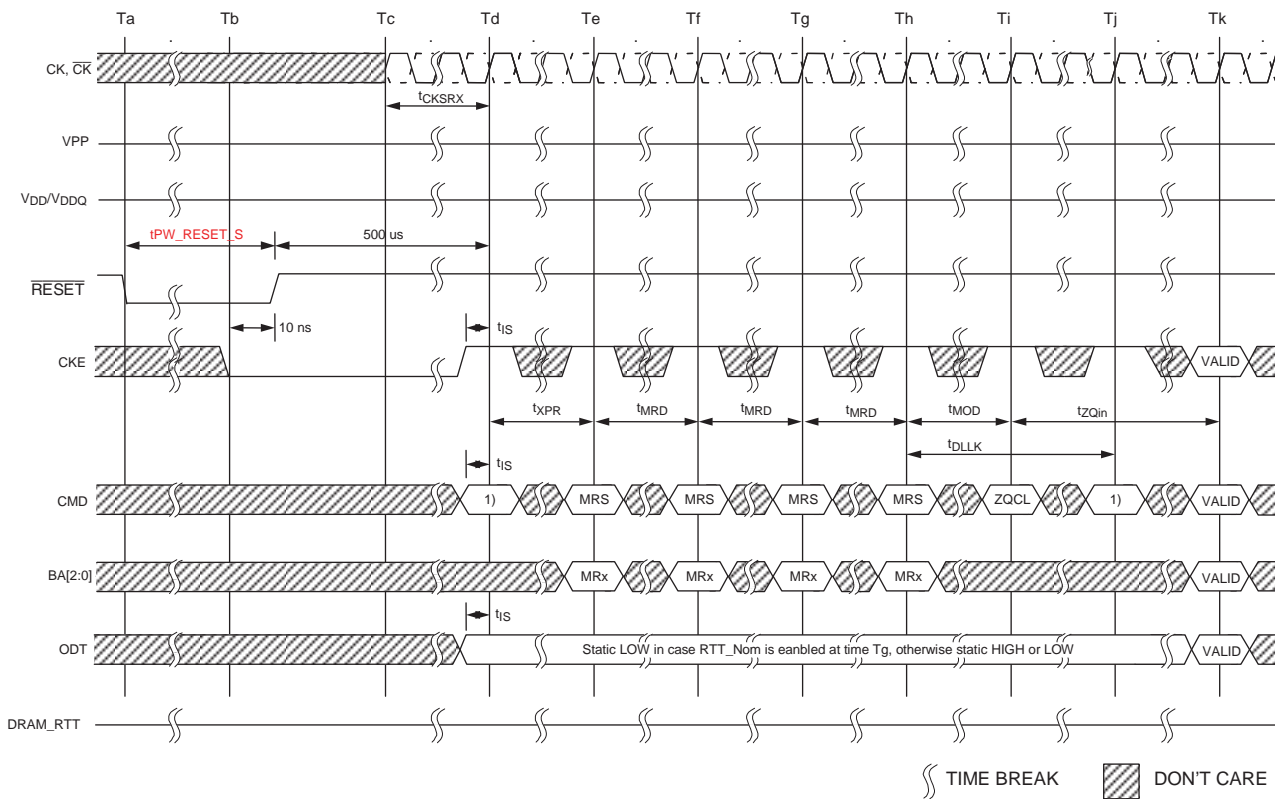 Ta Tb Tc Td Te Tf Tg Th Ti Tj Tk
CK, CK
tCKSRX
VPP
VDD/VDDQ
tPW_RESET_S 500 us
RESET
10 ns tIS
CKE VALID
tXPR tMRD tMRD tMRD tMOD tZQin
tDLLK
tIS
CMD 1) MRS MRS MRS MRS ZQCL 1) VALID
BA[2:0] MRx MRx MRx MRx VALID
tIS
ODT Static LOW in case RTT_Nom is eanbled at time Tg, otherwise static HIGH or LOW VALID
DRAM_RTT
TIME BREAK DON'T CARE